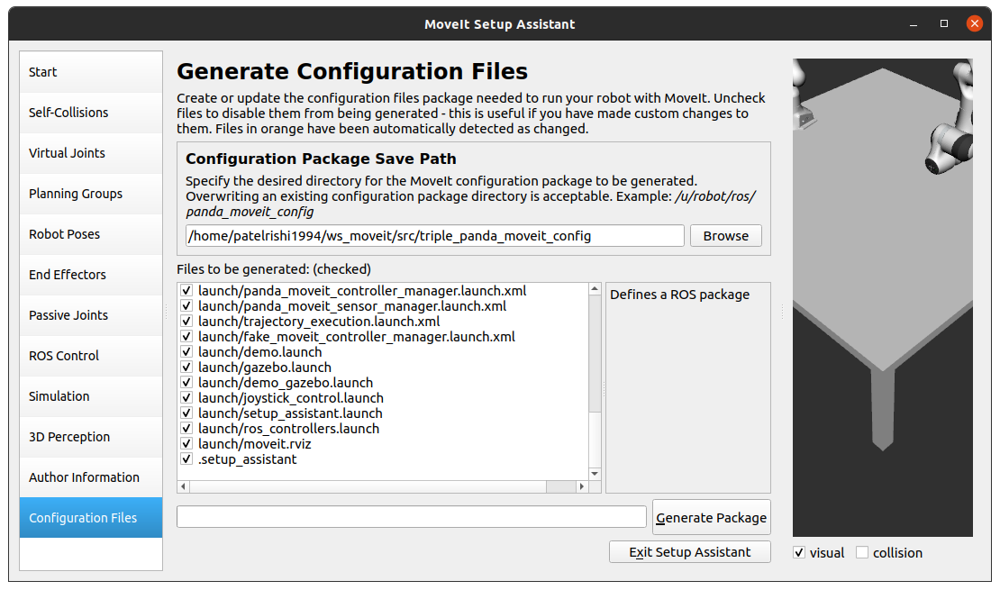 MoveIt Setup Assistant
Start
Self-Collisions
Virtual Joints
Planning Groups
Robot Poses
End Effectors
Passive Joints
ROS Control
Simulation
3D Perception
Author Information
Configuration Files
Generate Configuration Files
Create or update the configuration files package needed to run your robot with MoveIt. Uncheck
files to disable them from being generated - this is useful if you have made custom changes to
them. Files in orange have been automatically detected as changed.
Configuration Package Save Path
Specify the desired directory for the MoveIt configuration package to be generated.
Overwriting an existing configuration package directory is acceptable. Example: /u/robot/ros/
panda_moveit_config
/home/patelrishi1994/ws_moveit/src/triple_panda_moveit_config
Browse
Files to be generated: (checked)
launch/panda_moveit_controller_manager.launch.xml
launch/panda_moveit_sensor_manager.launch.xml
launch/trajectory_execution.launch.xml
launch/fake_moveit_controller_manager.launch.xml
launch/demo.launch
launch/gazebo.launch
launch/demo_gazebo.launch
launch/joystick_control.launch
launch/setup_assistant.launch
launch/ros_controllers.launch
launch/moveit.rviz
.setup_assistant
Defines a ROS package
Generate Package
Exit Setup Assistant
visual
collision